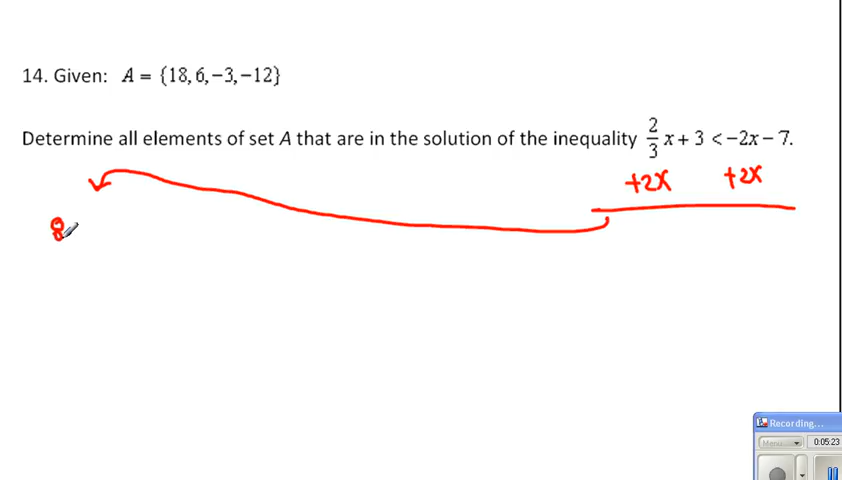 14. Given: A = {18, 6, −3, −12}
Determine all elements of set A that are in the solution of the inequality 2/3 x + 3 < −2x − 7.
+2x +2x
8
Recording...
Menu 0:05:23